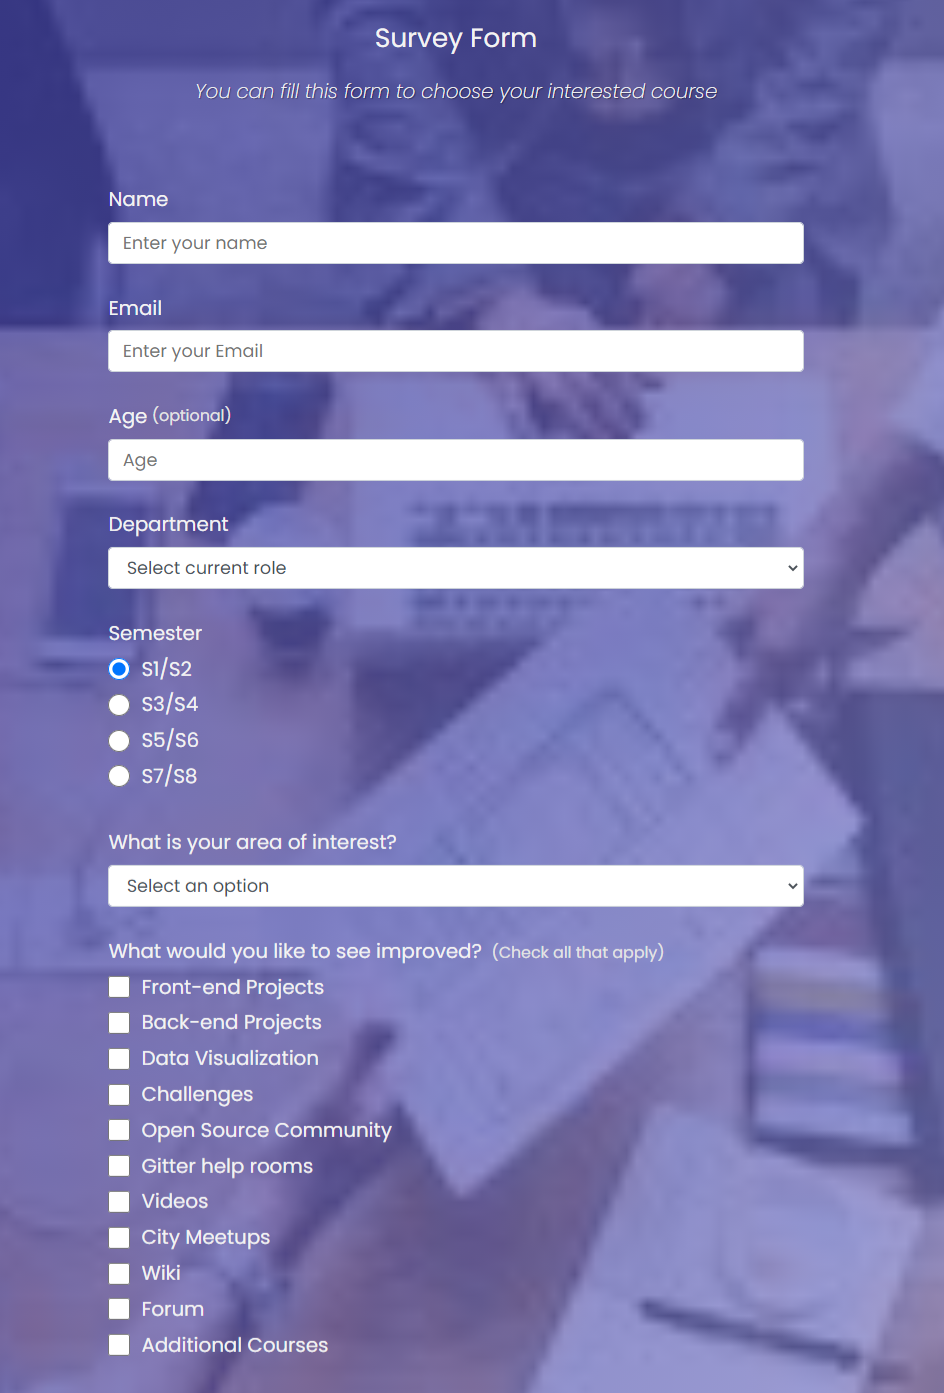 Survey Form
You can fill this form to choose your interested course
Name
Enter your name
Email
Enter your Email
Age (optional)
Age
Department
Select current role
Semester
S1/S2
S3/S4
S5/S6
S7/S8
What is your area of interest?
Select an option
What would you like to see improved? (Check all that apply)
Front-end Projects
Back-end Projects
Data Visualization
Challenges
Open Source Community
Gitter help rooms
Videos
City Meetups
Wiki
Forum
Additional Courses